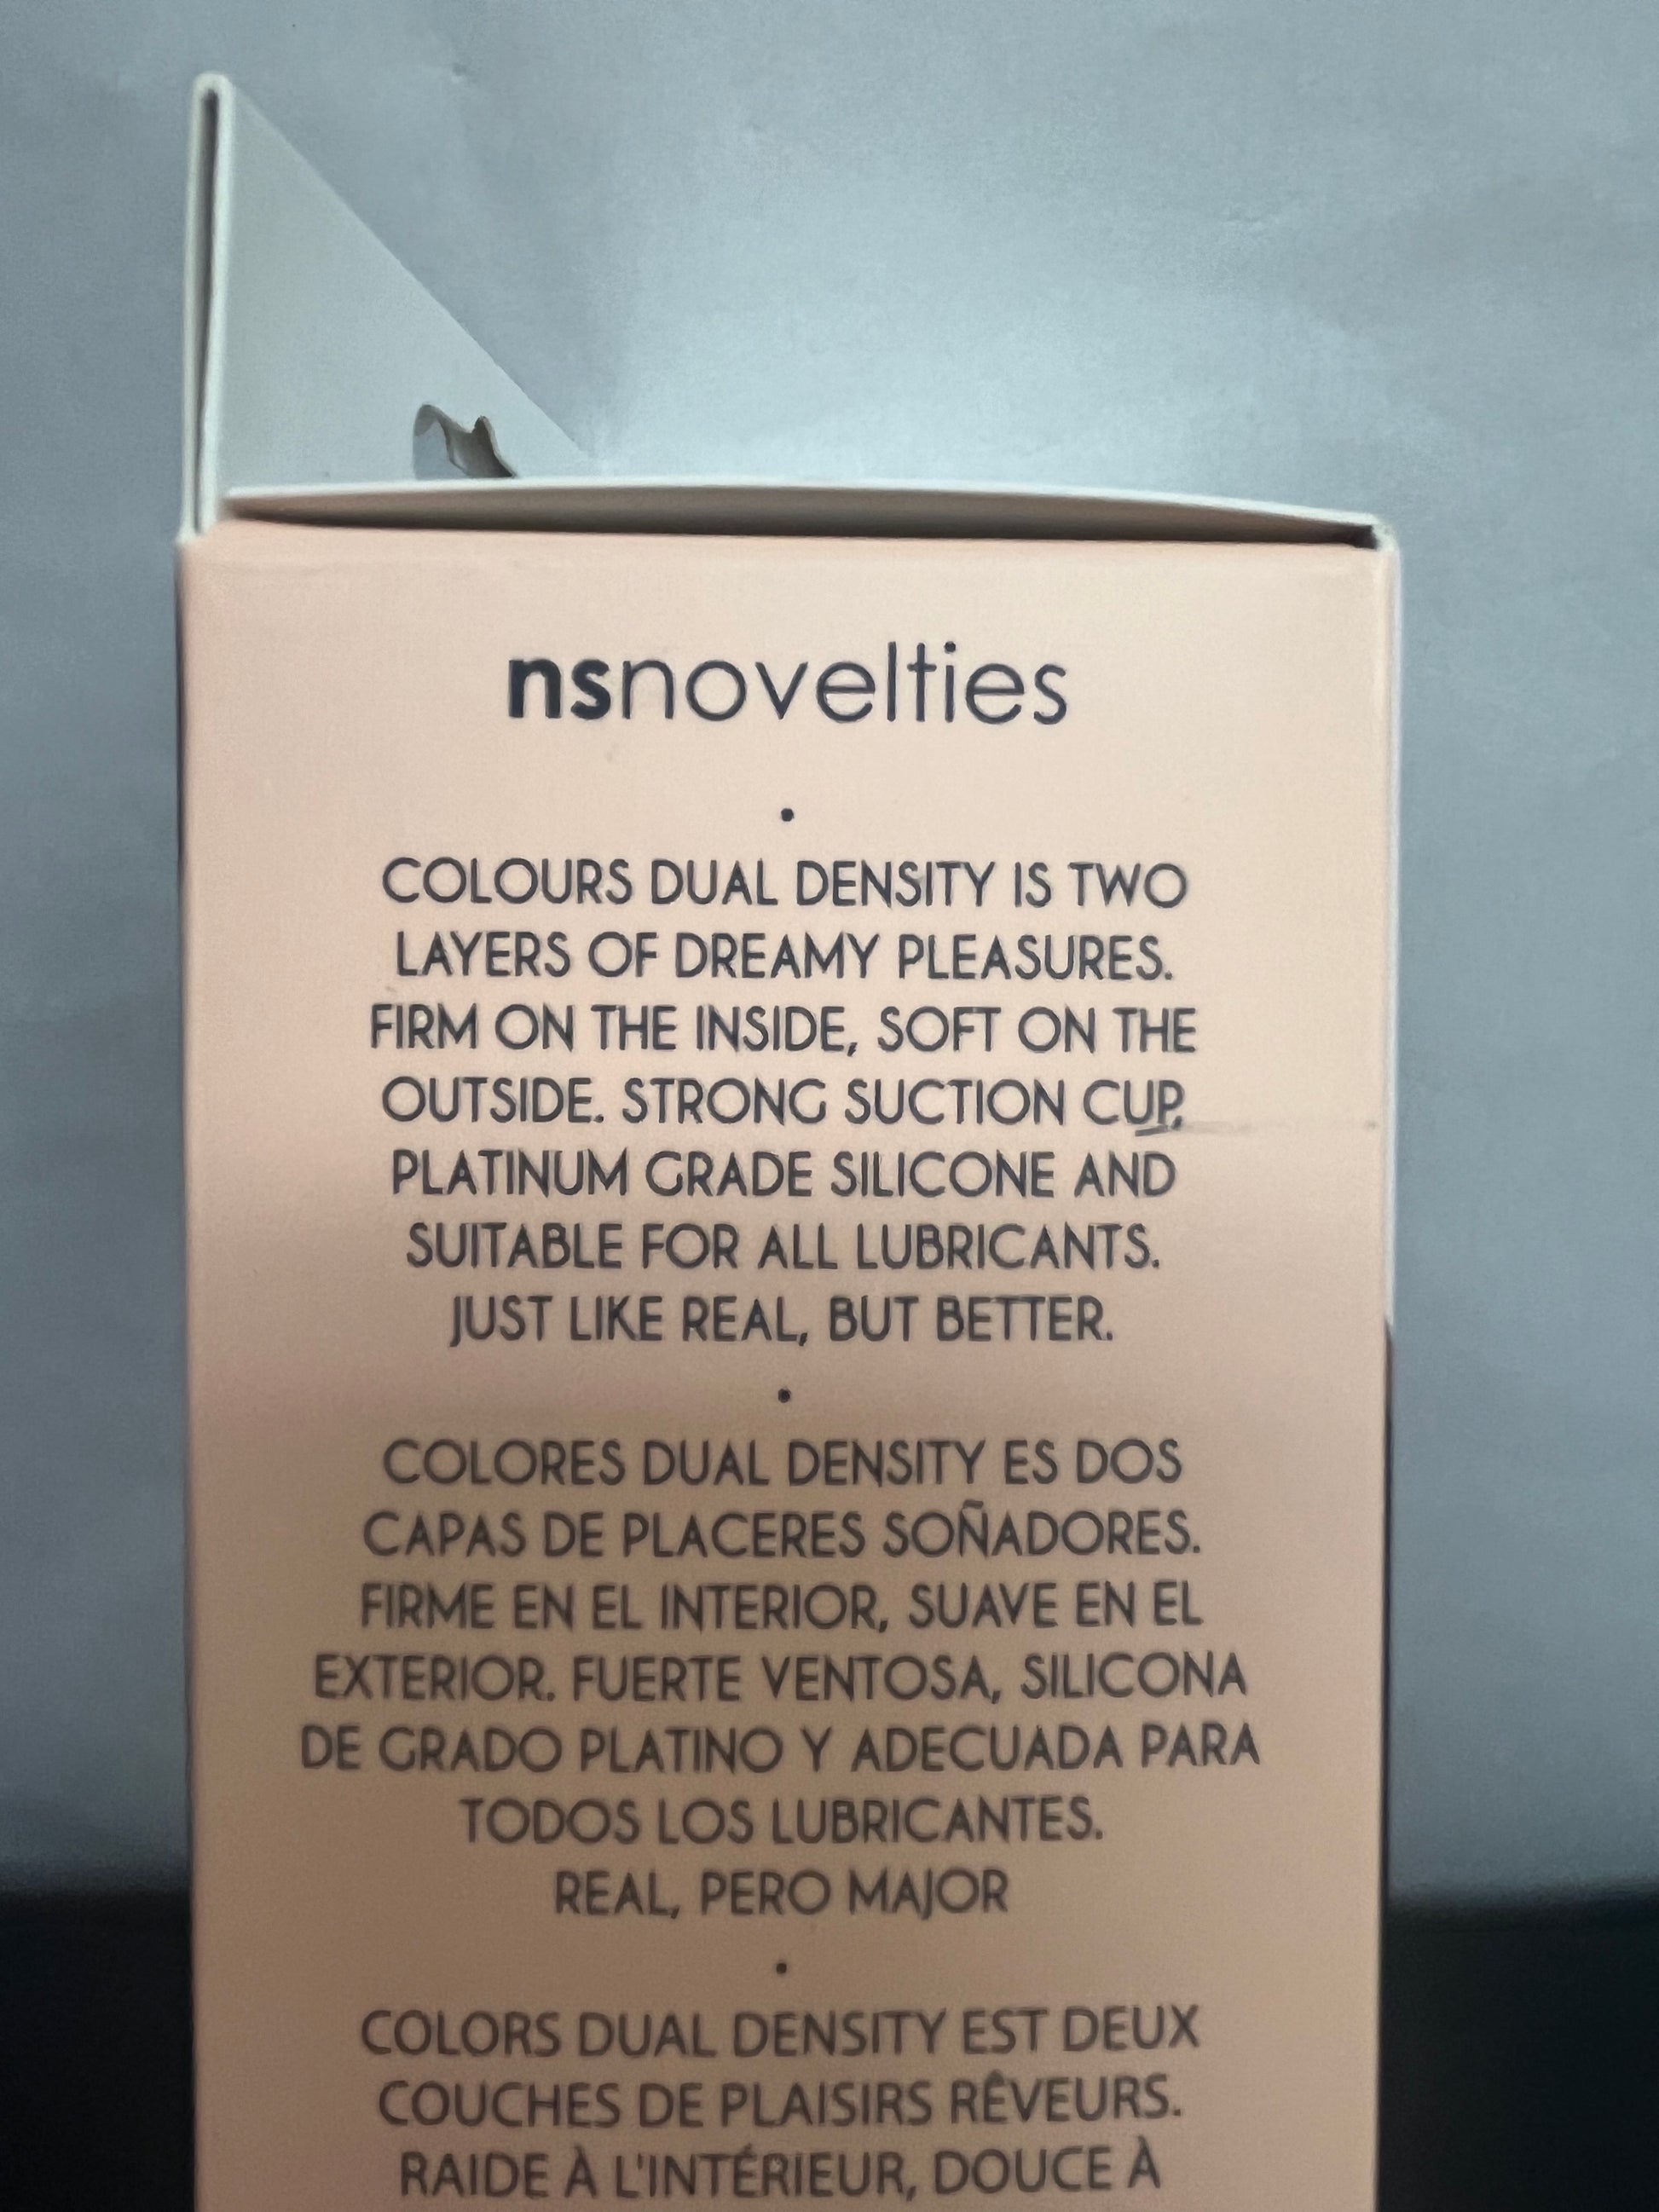 nsnovelties
•
COLOURS DUAL DENSITY IS TWO
LAYERS OF DREAMY PLEASURES.
FIRM ON THE INSIDE, SOFT ON THE
OUTSIDE. STRONG SUCTION CUP,
PLATINUM GRADE SILICONE AND
SUITABLE FOR ALL LUBRICANTS.
JUST LIKE REAL, BUT BETTER.
•
COLORES DUAL DENSITY ES DOS
CAPAS DE PLACERES SOÑADORES.
FIRME EN EL INTERIOR, SUAVE EN EL
EXTERIOR. FUERTE VENTOSA, SILICONA
DE GRADO PLATINO Y ADECUADA PARA
TODOS LOS LUBRICANTES.
REAL, PERO MAJOR
•
COLORS DUAL DENSITY EST DEUX
COUCHES DE PLAISIRS RÊVEURS.
RAIDE À L'INTÉRIEUR, DOUCE À